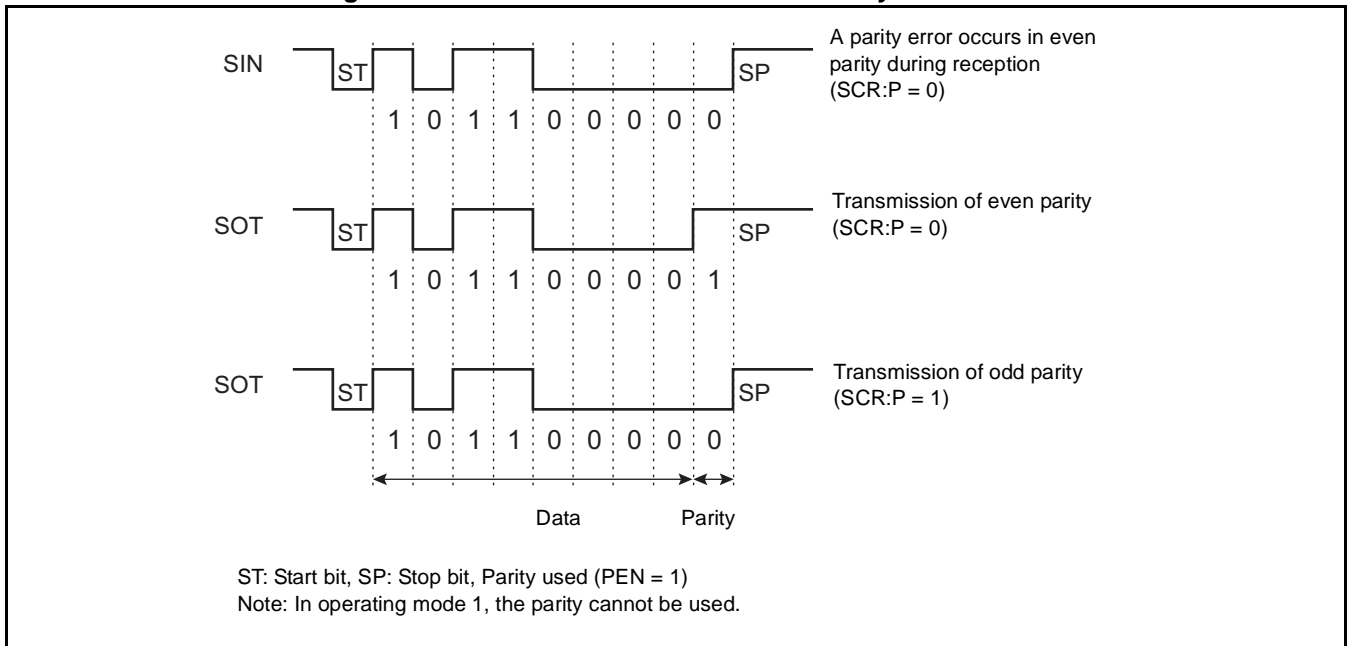 SIN
ST
SP
A parity error occurs in even
parity during reception
(SCR:P = 0)
1 0 1 1 0 0 0 0 0
SOT
ST
SP
Transmission of even parity
(SCR:P = 0)
1 0 1 1 0 0 0 0 1
SOT
ST
SP
Transmission of odd parity
(SCR:P = 1)
1 0 1 1 0 0 0 0 0
Data
Parity
ST: Start bit, SP: Stop bit, Parity used (PEN = 1)
Note: In operating mode 1, the parity cannot be used.